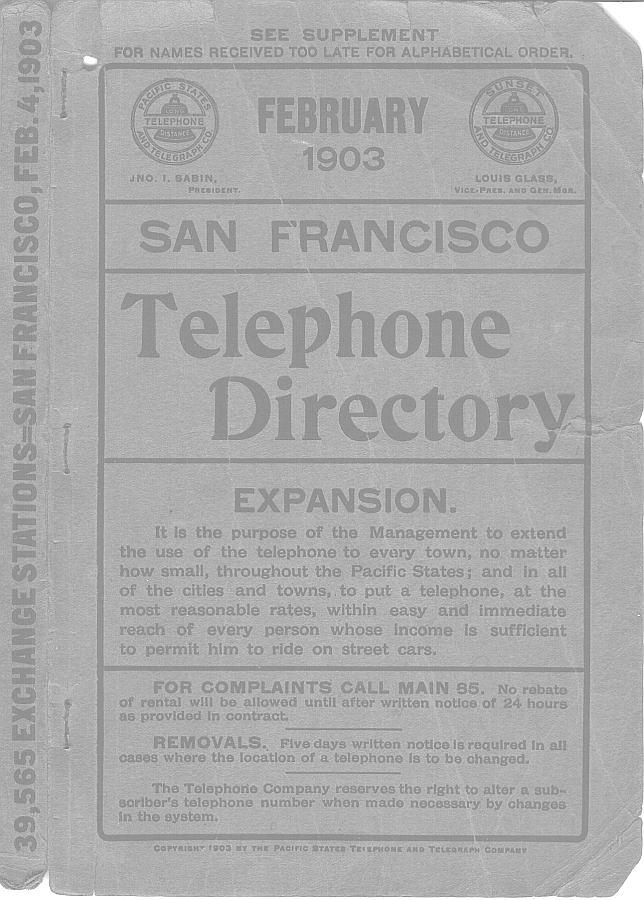 39,565 EXCHANGE STATIONS=SAN FRANCISCO, FEB. 4, 1903
SEE SUPPLEMENT
FOR NAMES RECEIVED TOO LATE FOR ALPHABETICAL ORDER.
PACIFIC STATES
LONG
TELEPHONE
DISTANCE
AND TELEGRAPH CO
JNO. I. SABIN,
PRESIDENT.
FEBRUARY
1903
SUNSET
LONG
TELEPHONE
DISTANCE
AND TELEGRAPH CO
LOUIS GLASS,
VICE-PRES. AND GEN. MGR.
SAN FRANCISCO
Telephone
Directory
EXPANSION.
It is the purpose of the Management to extend
the use of the telephone to every town, no matter
how small, throughout the Pacific States; and in all
of the cities and towns, to put a telephone, at the
most reasonable rates, within easy and immediate
reach of every person whose income is sufficient
to permit him to ride on street cars.
FOR COMPLAINTS CALL MAIN 85. No rebate
of rental will be allowed until after written notice of 24 hours
as provided in contract.
REMOVALS. Five days written notice is required in all
cases where the location of a telephone is to be changed.
The Telephone Company reserves the right to alter a sub-
scriber's telephone number when made necessary by changes
in the system.
COPYRIGHT 1903 BY THE PACIFIC STATES TELEPHONE AND TELEGRAPH COMPANY